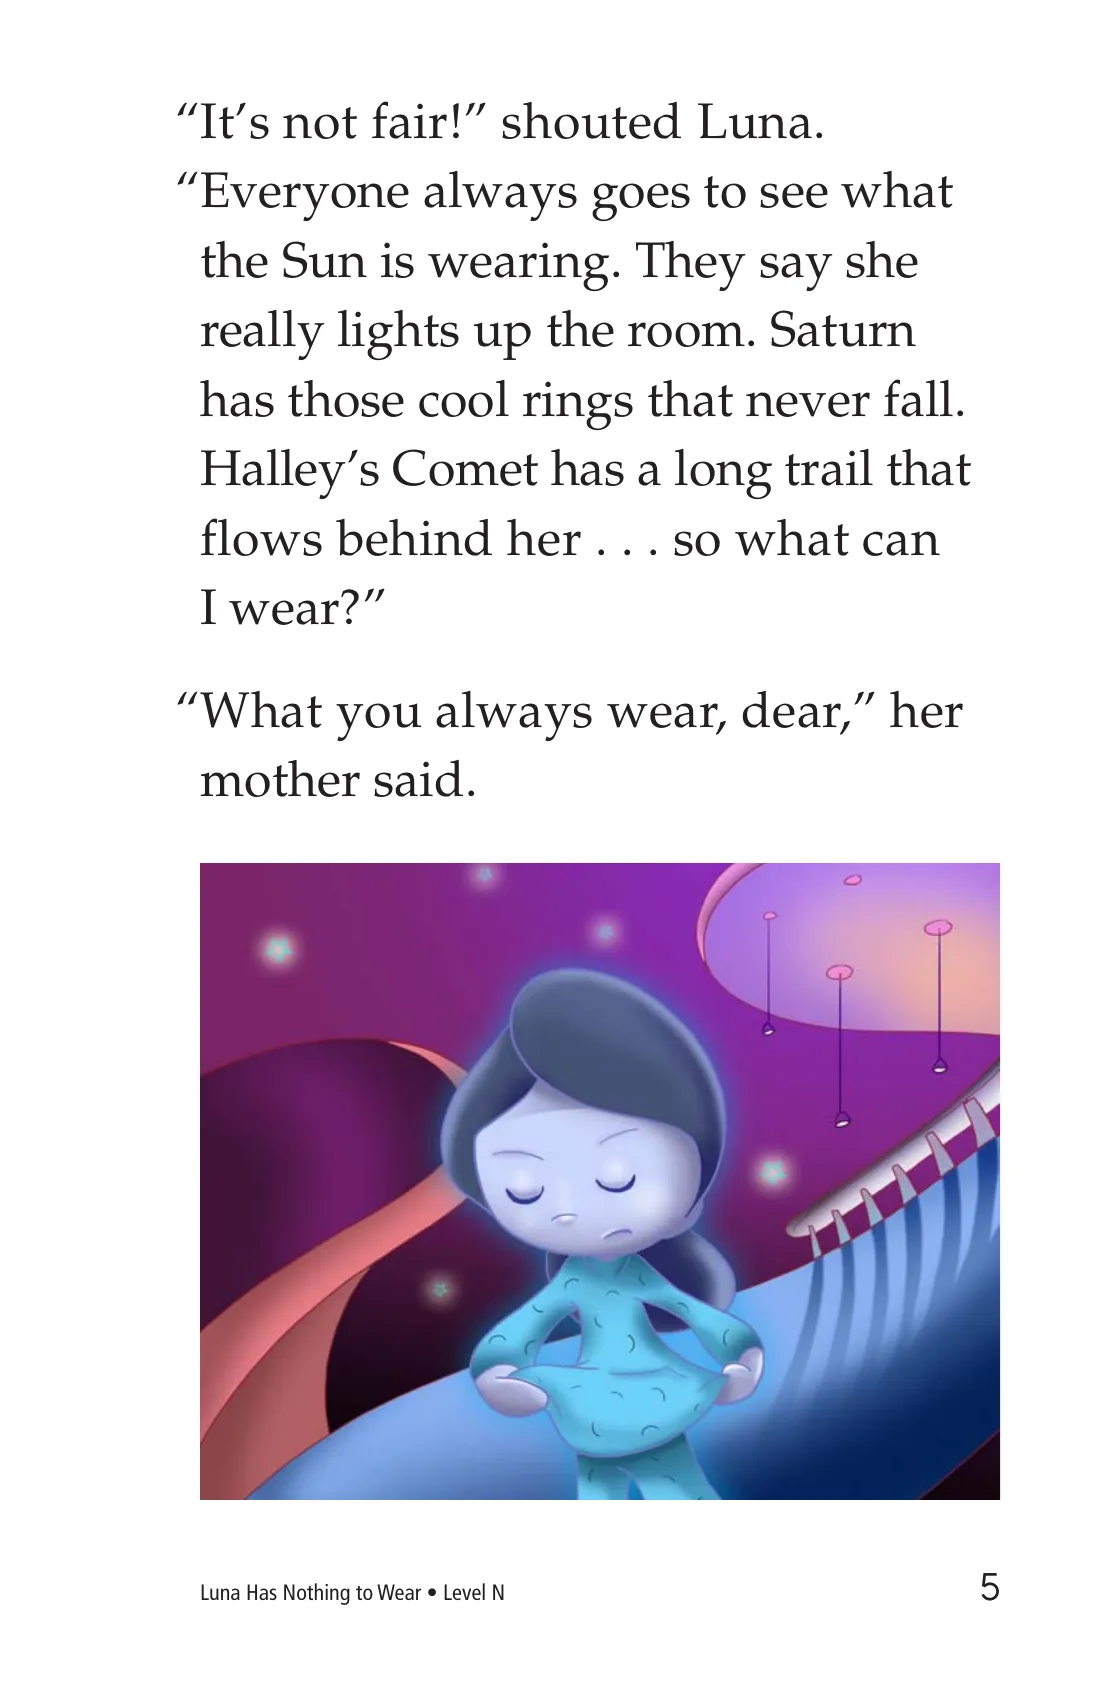 “It’s not fair!” shouted Luna.
“Everyone always goes to see what
the Sun is wearing. They say she
really lights up the room. Saturn
has those cool rings that never fall.
Halley’s Comet has a long trail that
flows behind her . . . so what can
I wear?”
“What you always wear, dear,” her
mother said.
Luna Has Nothing to Wear • Level N
5